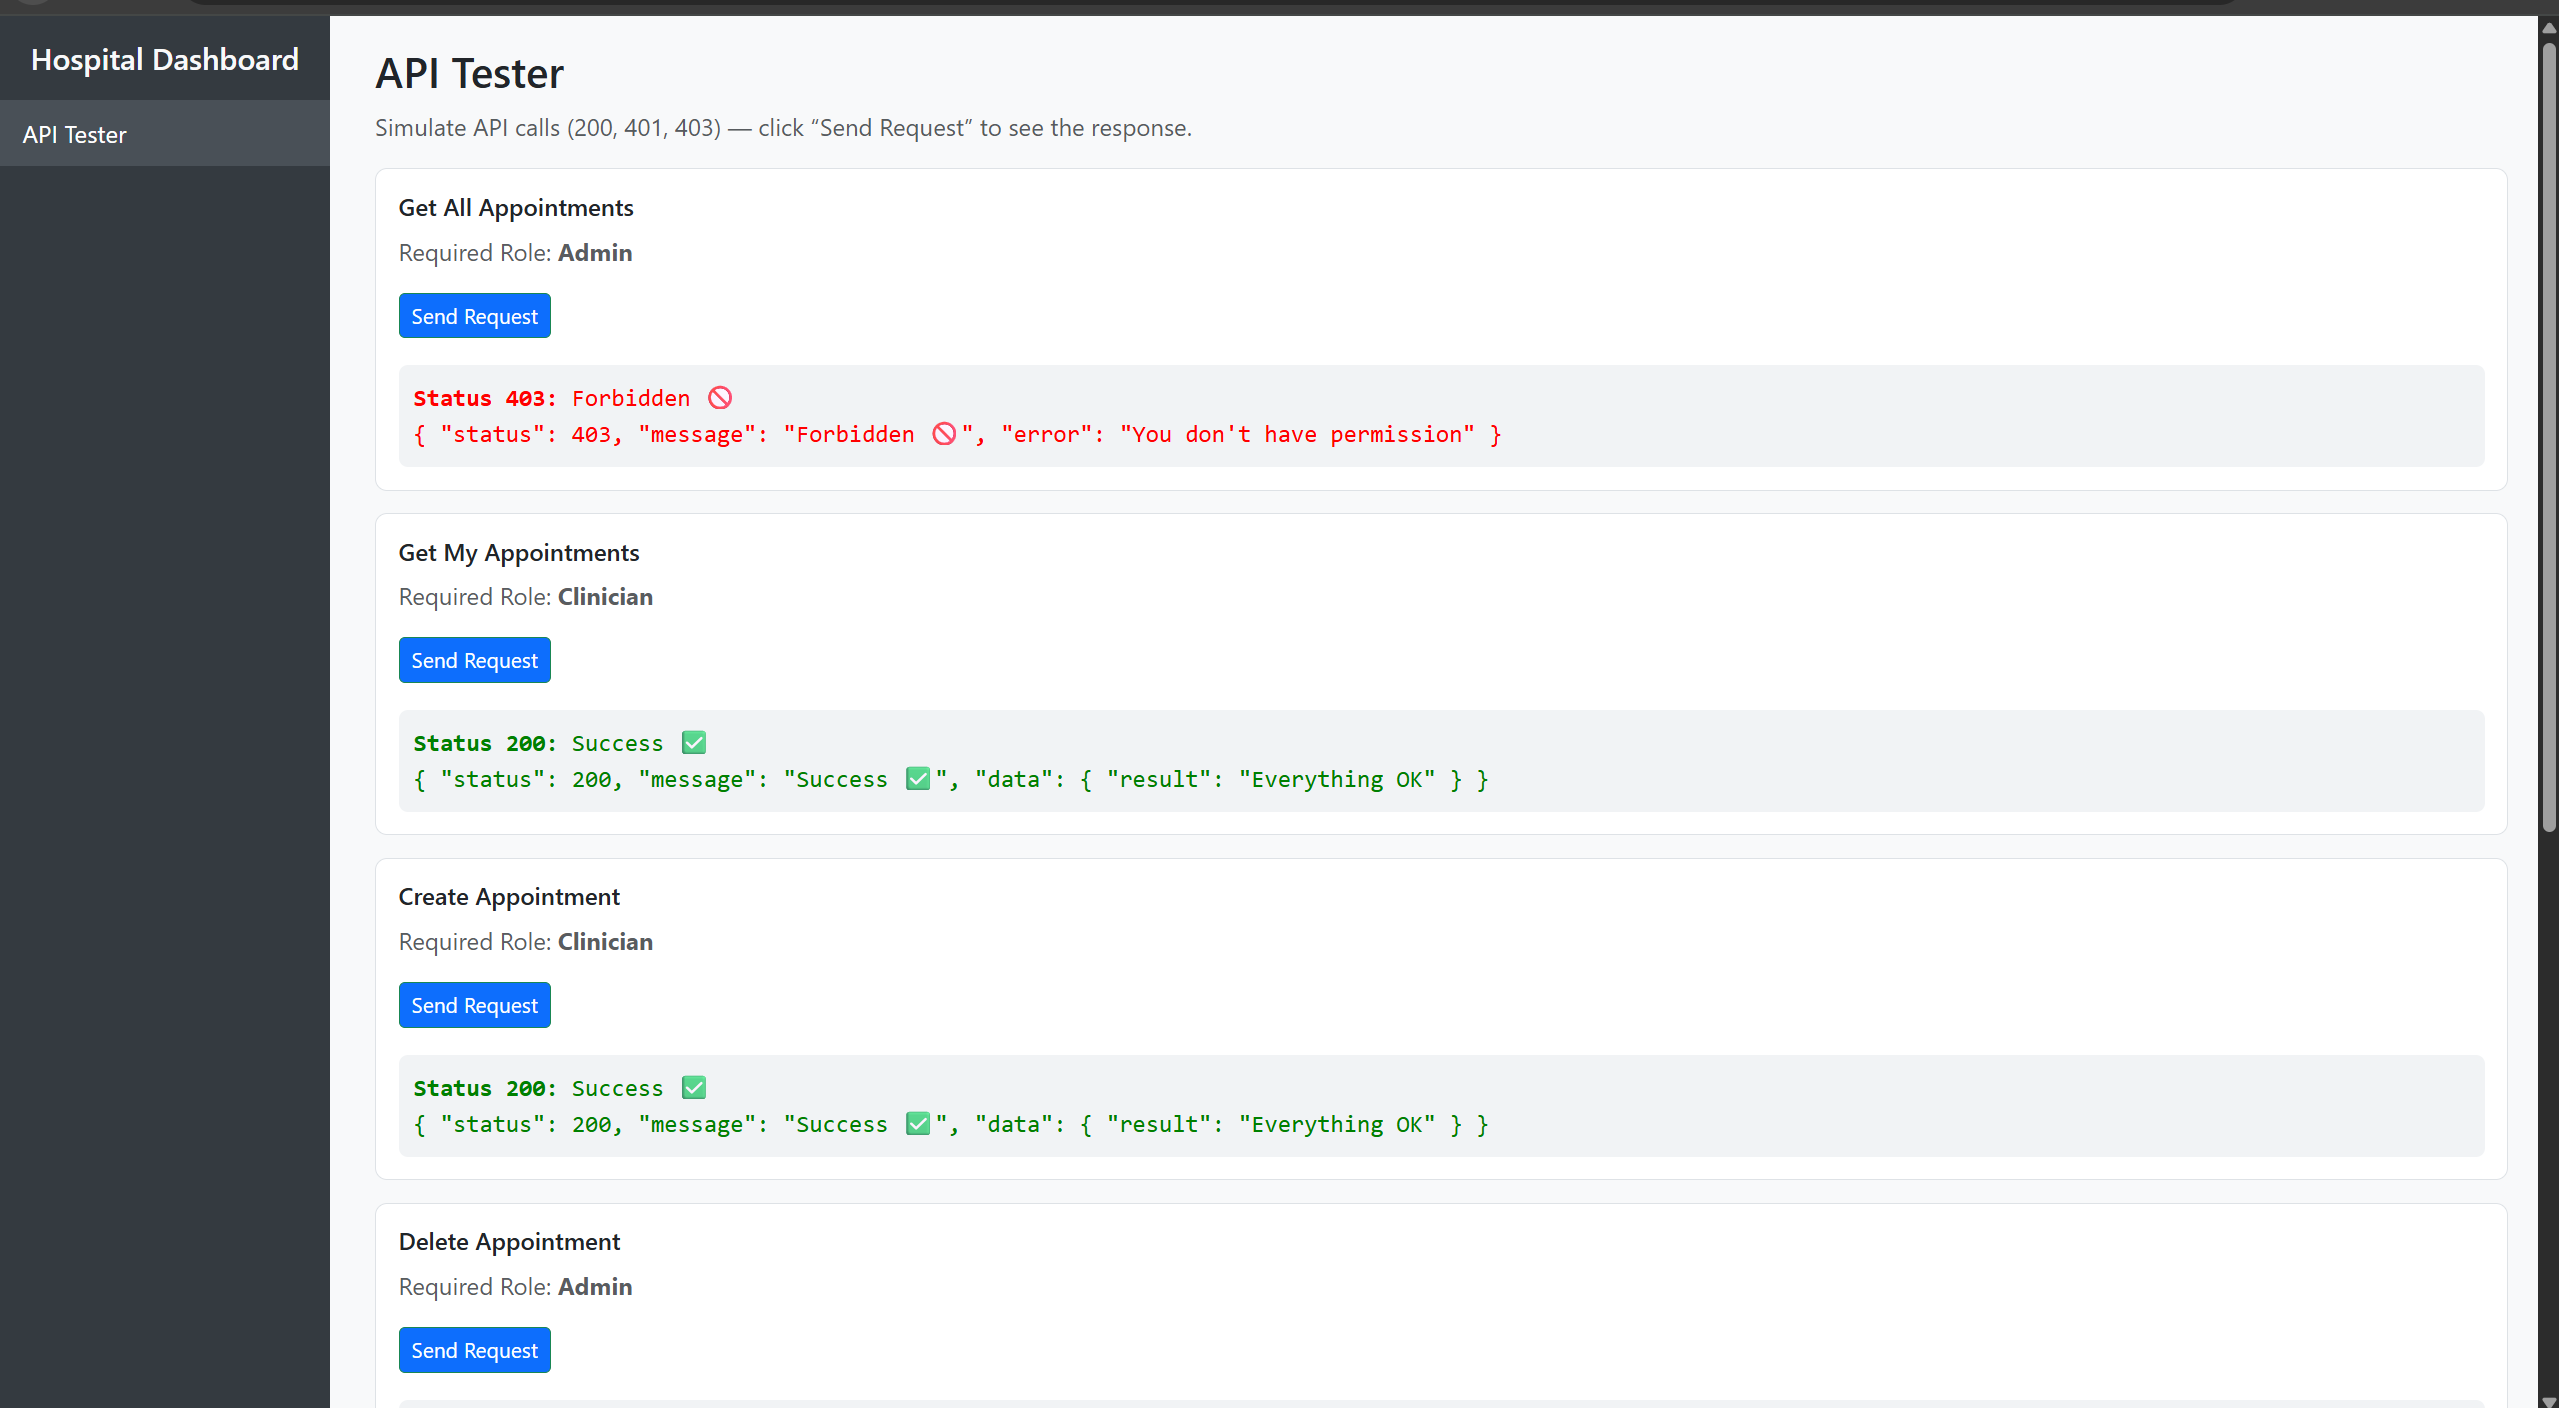 Hospital Dashboard
API Tester
API Tester
Simulate API calls (200, 401, 403) — click “Send Request” to see the response.
Get All Appointments
Required Role: Admin
Send Request
Status 403: Forbidden 🚫
{ "status": 403, "message": "Forbidden 🚫", "error": "You don't have permission" }
Get My Appointments
Required Role: Clinician
Send Request
Status 200: Success ✅
{ "status": 200, "message": "Success ✅", "data": { "result": "Everything OK" } }
Create Appointment
Required Role: Clinician
Send Request
Status 200: Success ✅
{ "status": 200, "message": "Success ✅", "data": { "result": "Everything OK" } }
Delete Appointment
Required Role: Admin
Send Request